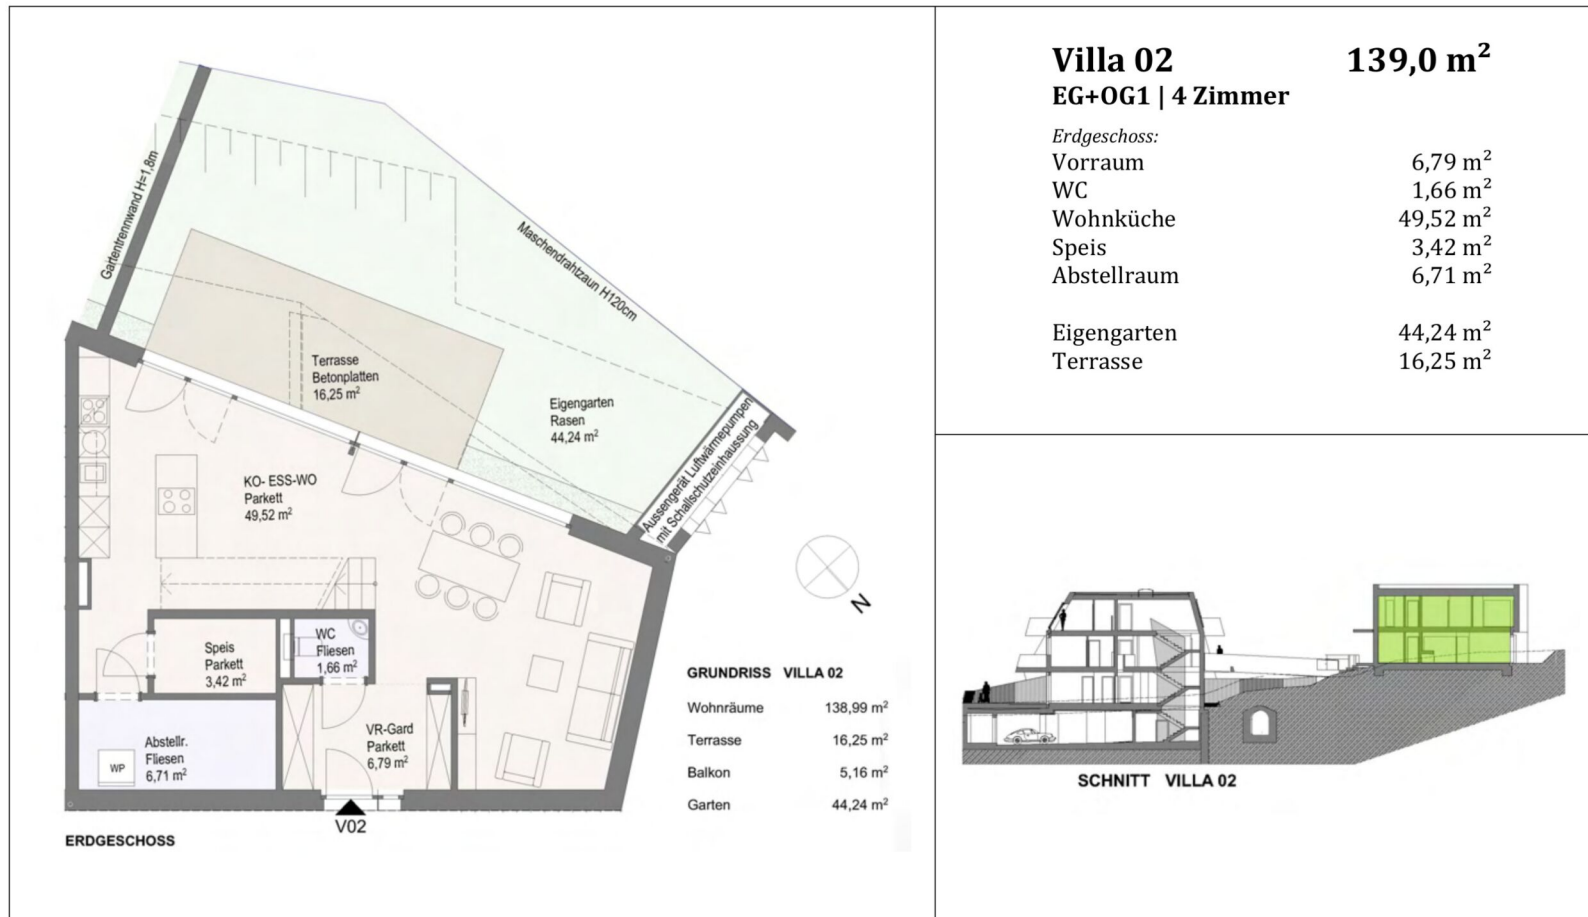 Gartentrennwand H=1,8m
Maschendrahtzaun H120cm
Terrasse
Betonplatten
16,25 m²
Eigengarten
Rasen
44,24 m²
Aussengerät Luftwärmepumpen
mit Schallschutzeinhaussung
KO- ESS-WO
Parkett
49,52 m²
N
Speis
Parkett
3,42 m²
WC
Fliesen
1,66 m²
Abstellr.
Fliesen
6,71 m²
WP
VR-Gard
Parkett
6,79 m²
V02
ERDGESCHOSS
GRUNDRISS VILLA 02
Wohnräume 138,99 m²
Terrasse 16,25 m²
Balkon 5,16 m²
Garten 44,24 m²
Villa 02 139,0 m²
EG+OG1 | 4 Zimmer
Erdgeschoss:
Vorraum 6,79 m²
WC 1,66 m²
Wohnküche 49,52 m²
Speis 3,42 m²
Abstellraum 6,71 m²
Eigengarten 44,24 m²
Terrasse 16,25 m²
SCHNITT VILLA 02